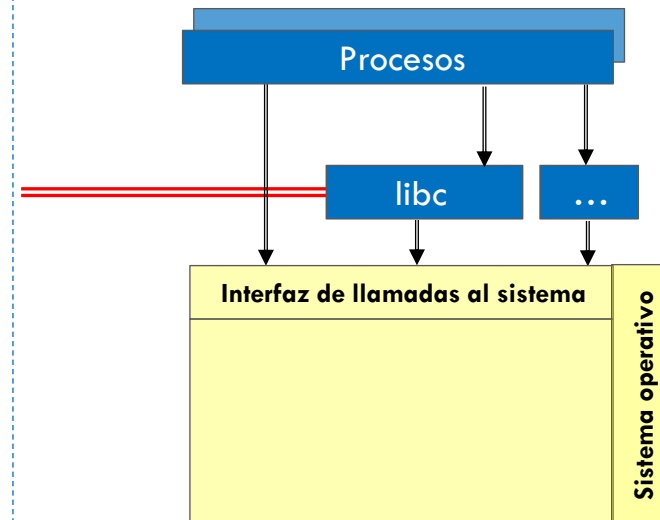 Procesos
libc
...
Interfaz de llamadas al sistema
Sistema operativo